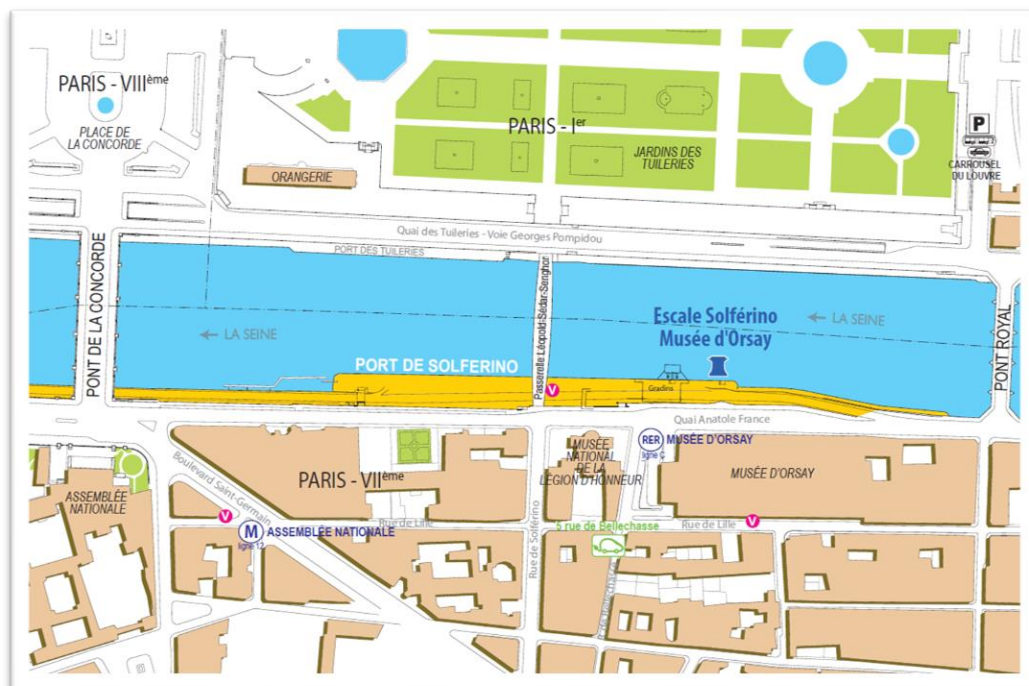 PARIS - VIIIème
PLACE DE
LA CONCORDE
ORANGERIE
PARIS - Ier
JARDINS DES
TUILERIES
P
CARROUSEL
DU LOUVRE
Quai des Tuileries - Voie Georges Pompidou
PORT DES TUILERIES
PONT DE LA CONCORDE
LA SEINE
PORT DE SOLFERINO
Passerelle Léopold-Sédar-Senghor
Escale Solférino
Musée d'Orsay
LA SEINE
PONT ROYAL
Gradins
V
Quai Anatole France
RER MUSÉE D'ORSAY
ligne C
MUSÉE
NATIONAL
DE LA
LÉGION D'HONNEUR
MUSÉE D'ORSAY
ASSEMBLÉE
NATIONALE
Boulevard Saint-Germain
PARIS - VIIème
V
M ASSEMBLÉE NATIONALE
ligne 12
Rue de Lille
Rue de Solférino
5 rue de Bellechasse
Rue de Lille
V